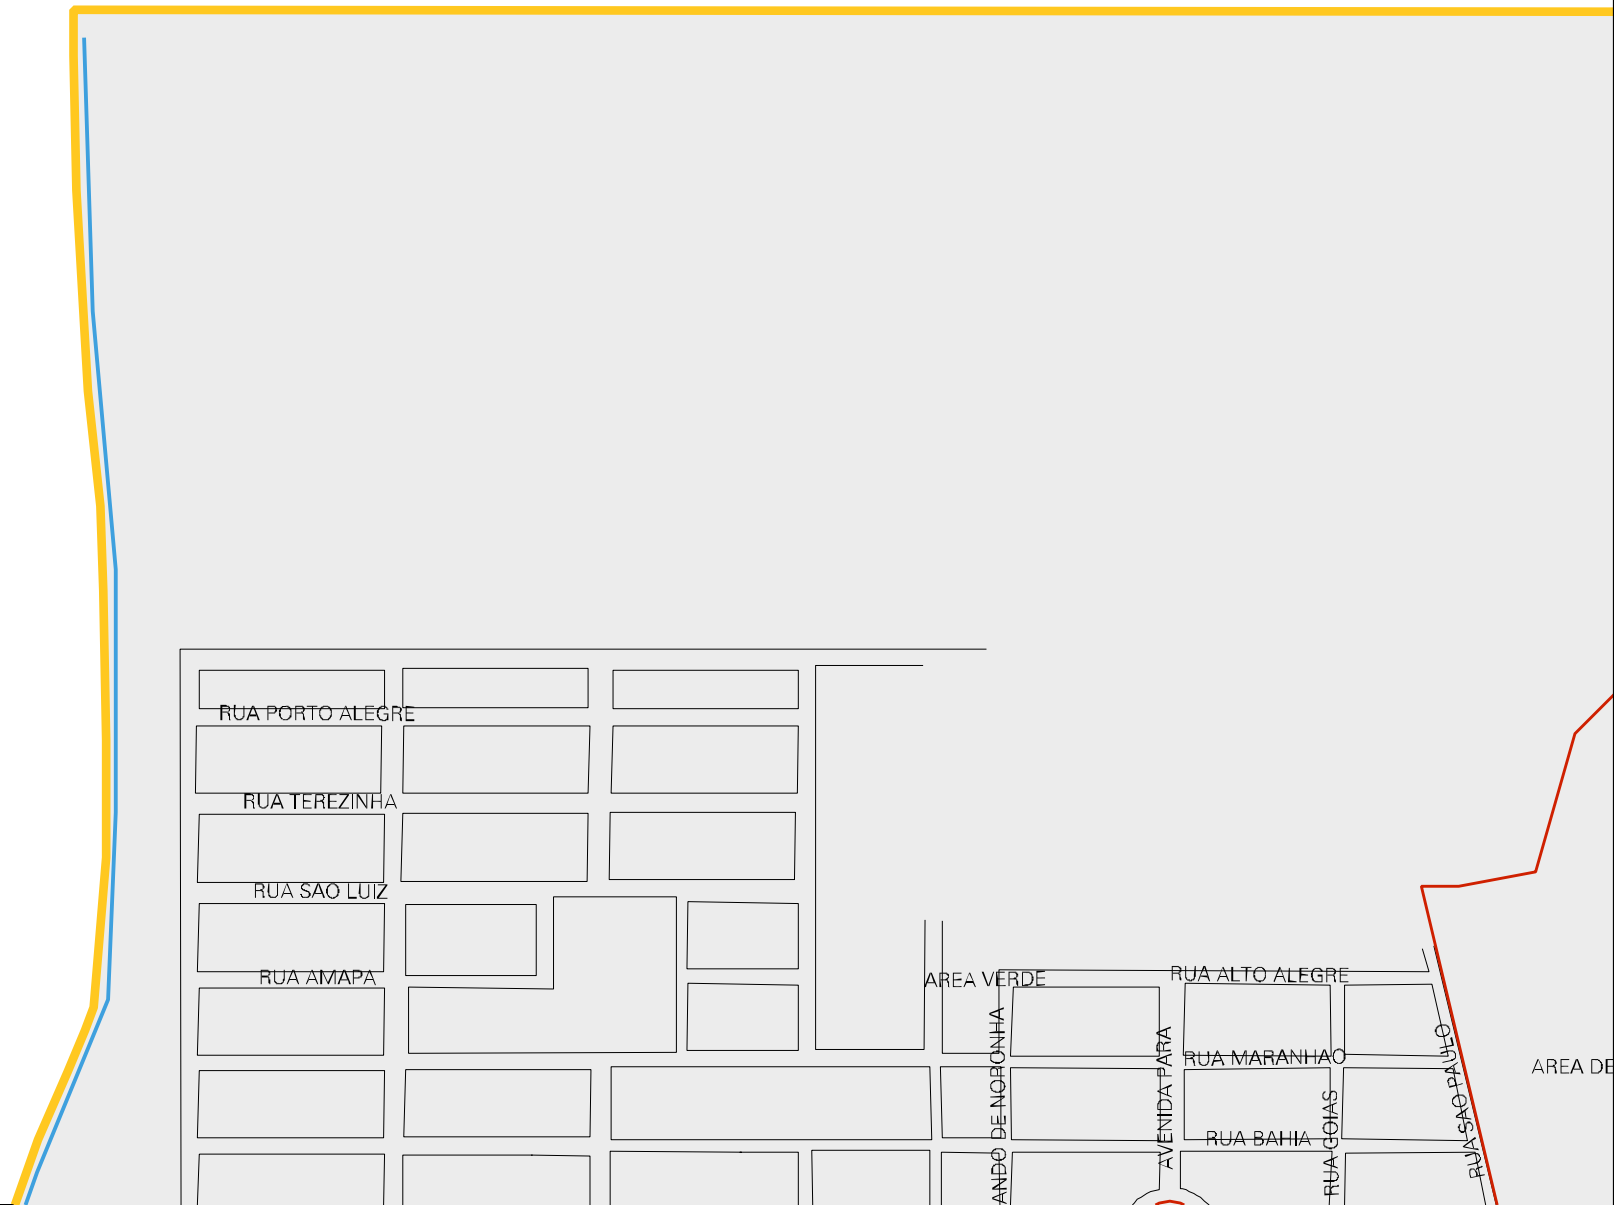 RUA PORTO ALEGRE
RUA TEREZINHA
RUA SAO LUIZ
RUA AMAPA
AREA VERDE
RUA ALTO ALEGRE
RUA MARANHAO
RUA BAHIA
ANDO DE NORONHA
AVENIDA PARA
RUA GOIAS
RUA SAO PAULO
AREA DE